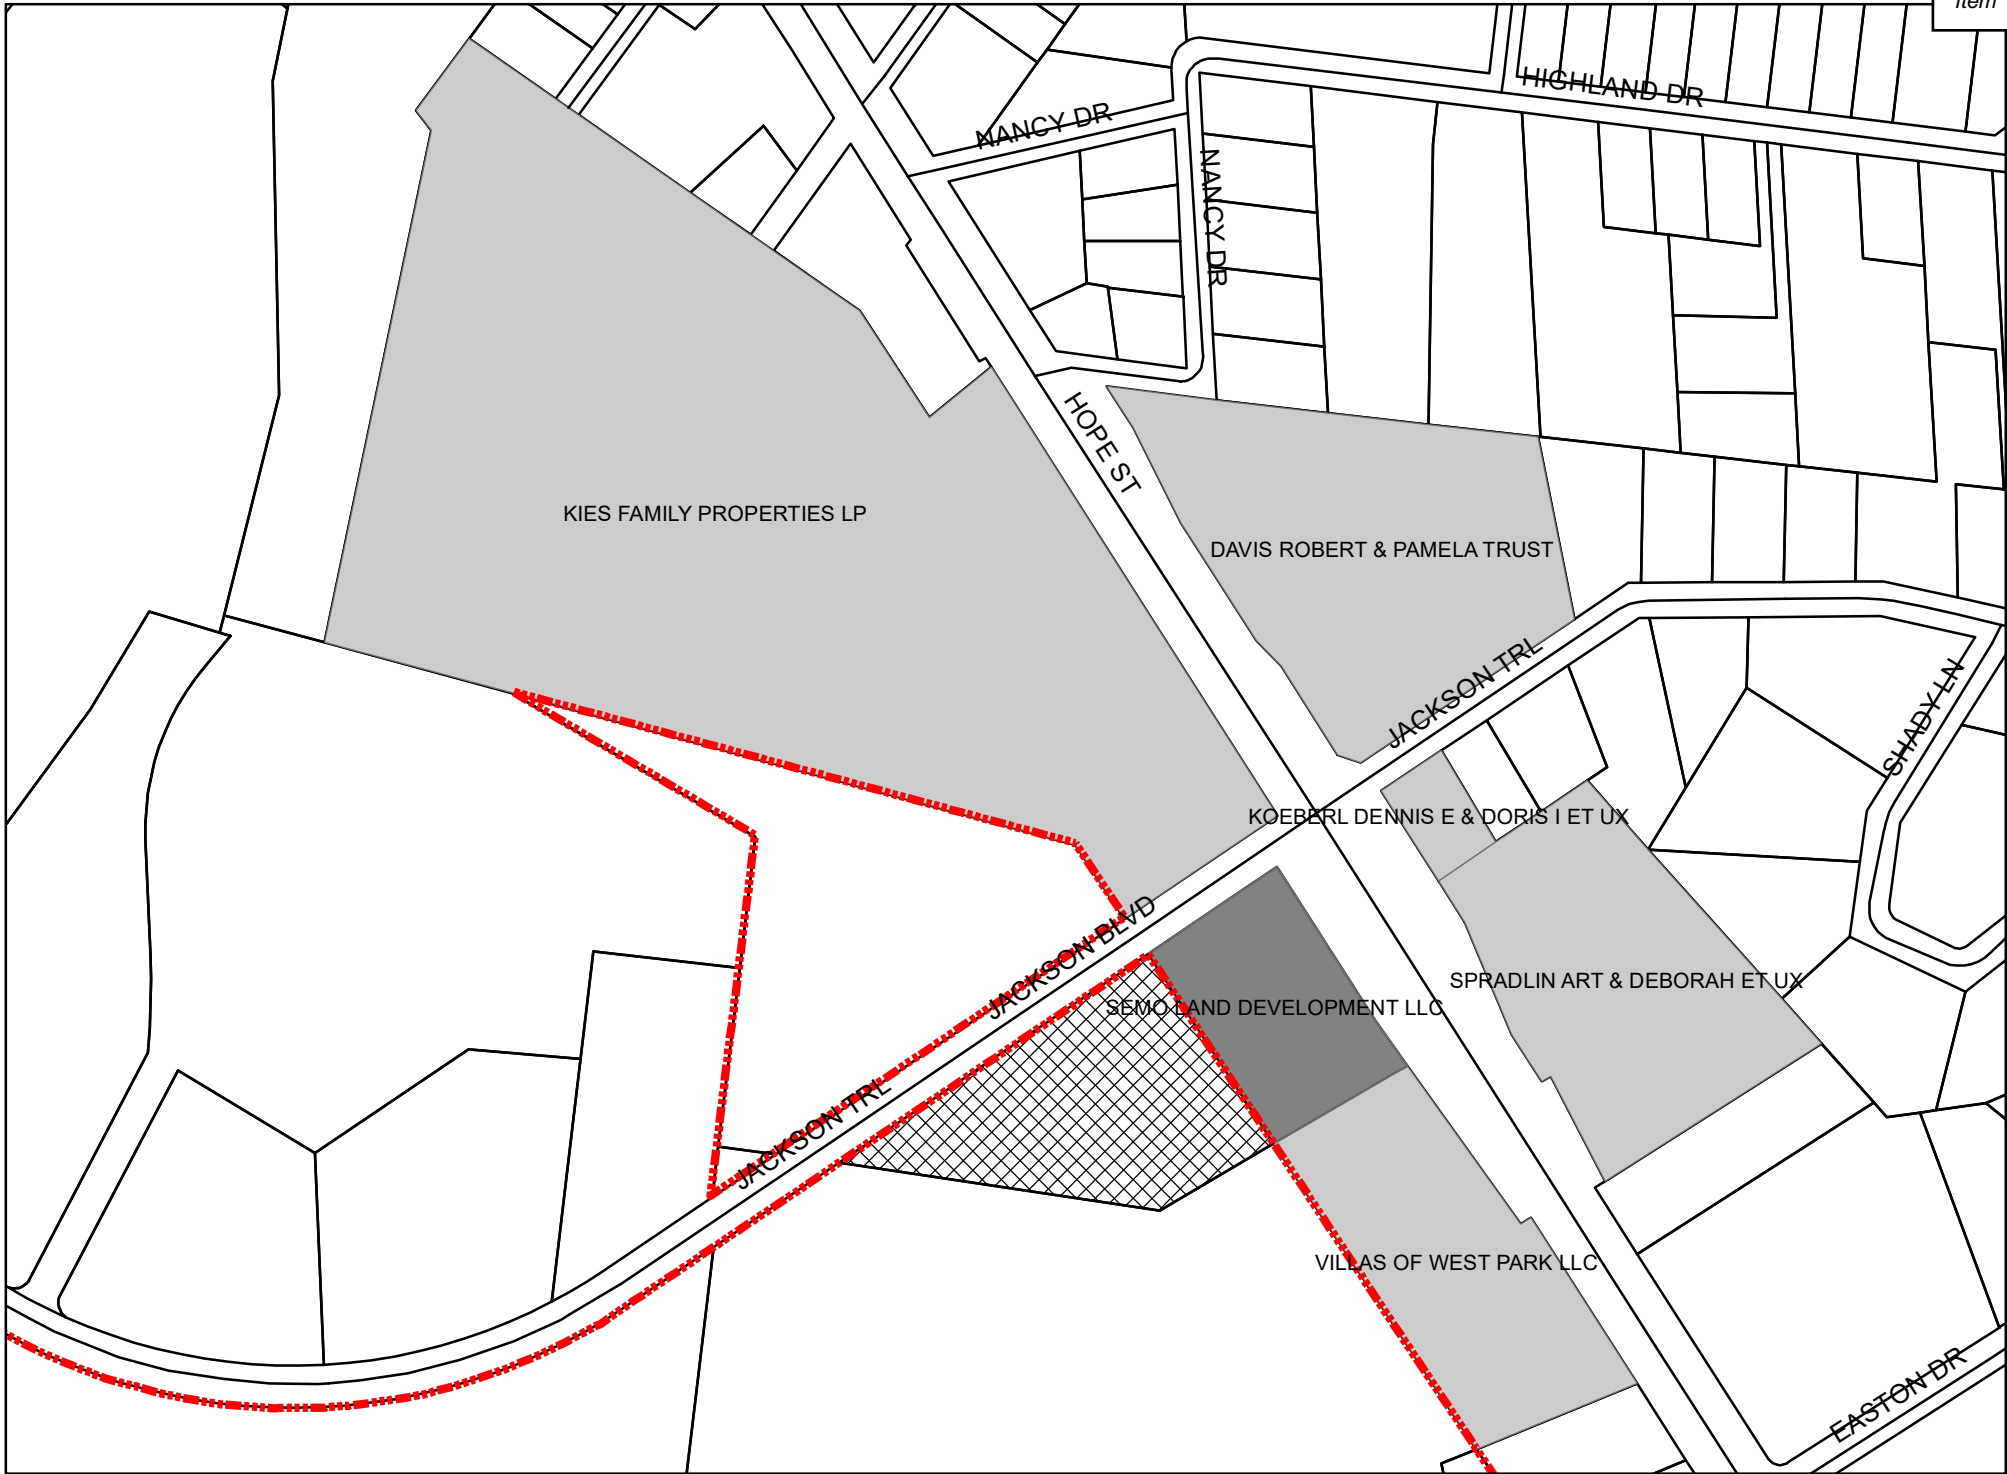 Item
HIGHLAND DR
NANCY DR
NANCY DR
HOPE ST
KIES FAMILY PROPERTIES LP
DAVIS ROBERT & PAMELA TRUST
JACKSON TRL
SHADY LN
KOEBERL DENNIS E & DORIS I ET UX
JACKSON BLVD
SPRADLIN ART & DEBORAH ET UX
SEMO LAND DEVELOPMENT LLC
JACKSON TRL
VILLAS OF WEST PARK LLC
EASTON DR